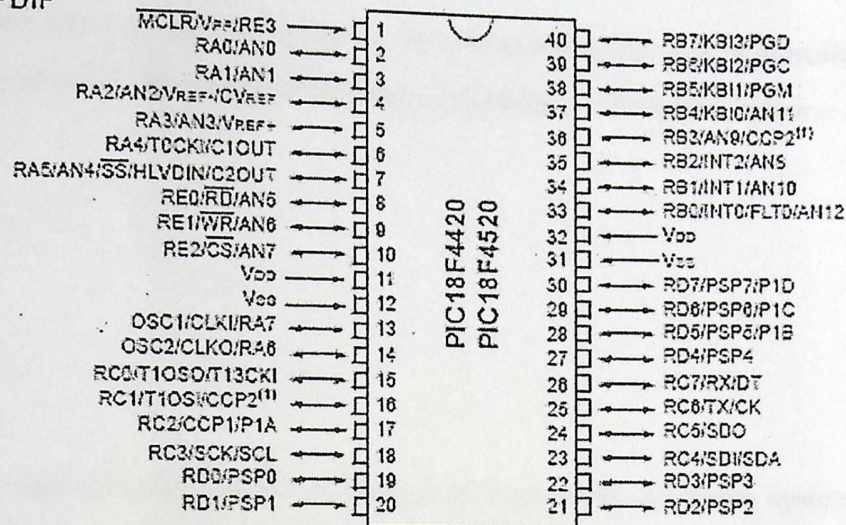 PDIP
MCLR/VPP/RE3 1
RA0/AN0 2
RA1/AN1 3
RA2/AN2/VREF-/CVREF 4
RA3/AN3/VREF+ 5
RA4/T0CKI/C1OUT 6
RA5/AN4/SS/HLVDIN/C2OUT 7
RE0/RD/AN5 8
RE1/WR/AN6 9
RE2/CS/AN7 10
VDD 11
VSS 12
OSC1/CLKI/RA7 13
OSC2/CLKO/RA6 14
RC0/T1OSO/T13CKI 15
RC1/T1OSI/CCP2(1) 16
RC2/CCP1/P1A 17
RC3/SCK/SCL 18
RD0/PSP0 19
RD1/PSP1 20
PIC18F4420
PIC18F4520
40 RB7/KBI3/PGD
39 RB6/KBI2/PGC
38 RB5/KBI1/PGM
37 RB4/KBI0/AN11
36 RB3/AN9/CCP2(1)
35 RB2/INT2/AN8
34 RB1/INT1/AN10
33 RB0/INT0/FLT0/AN12
32 VDD
31 VSS
30 RD7/PSP7/P1D
29 RD6/PSP6/P1C
28 RD5/PSP5/P1B
27 RD4/PSP4
26 RC7/RX/DT
25 RC6/TX/CK
24 RC5/SDO
23 RC4/SDI/SDA
22 RD3/PSP3
21 RD2/PSP2